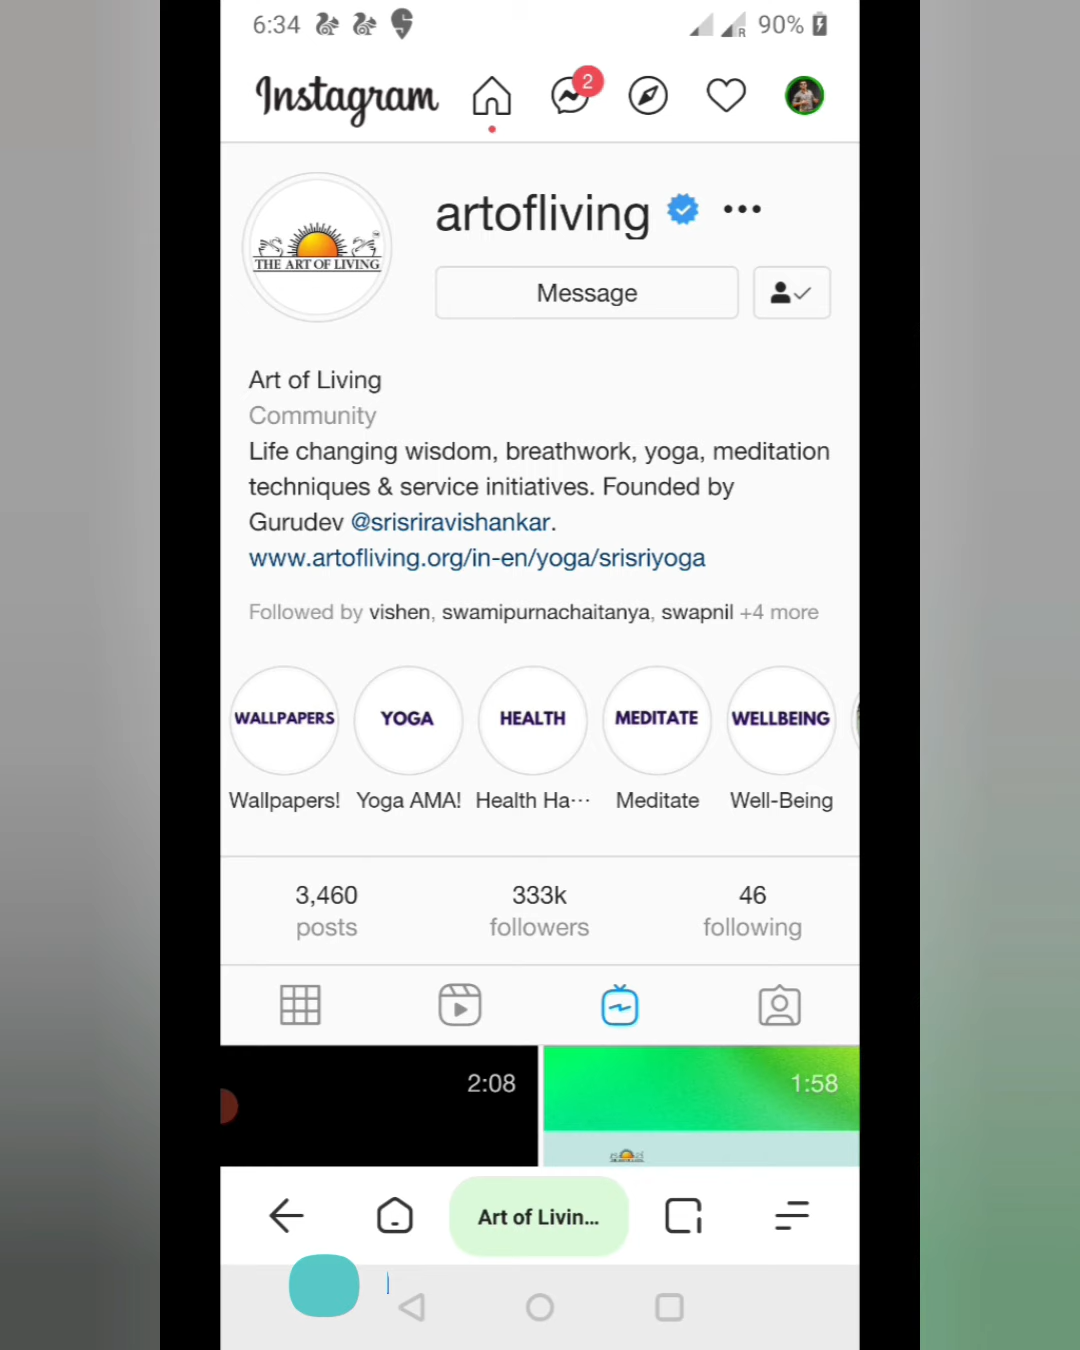 6:34
R 90%
Instagram
2
artofliving
THE ART OF LIVING
Message
Art of Living
Community
Life changing wisdom, breathwork, yoga, meditation
techniques & service initiatives. Founded by
Gurudev @srisriravishankar.
www.artofliving.org/in-en/yoga/srisriyoga
Followed by vishen, swamipurnachaitanya, swapnil +4 more
WALLPAPERS YOGA HEALTH MEDITATE WELLBEING
Wallpapers! Yoga AMA! Health Ha... Meditate Well-Being
3,460 333k 46
posts followers following
2:08 1:58
Art of Livin...